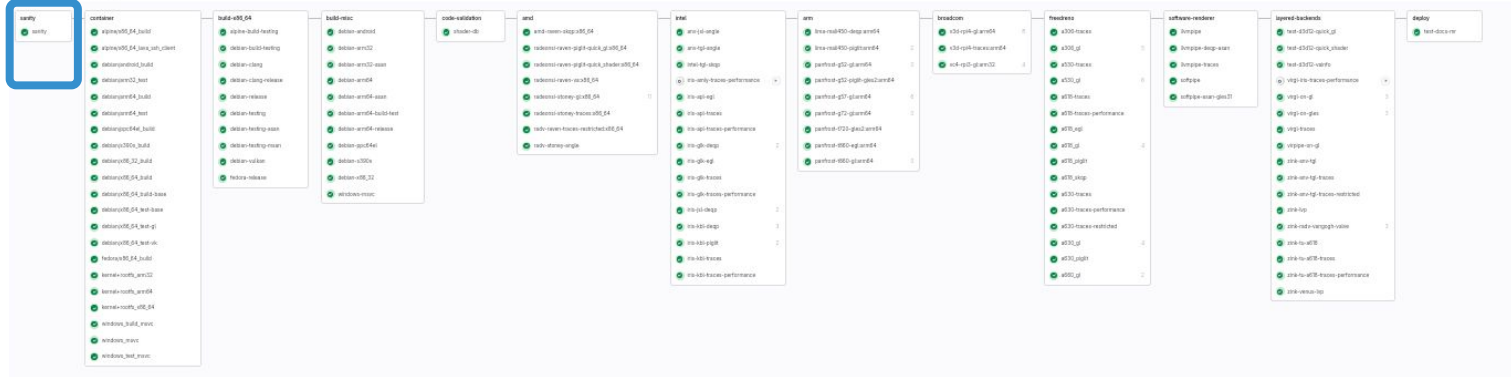 sanity
sanity
container
alpine/x86_64_build
alpine/x86_64_lava_ssh_client
debian/android_build
debian/arm32_test
debian/arm64_build
debian/arm64_test
debian/ppc64el_build
debian/s390x_build
debian/x86_32_build
debian/x86_64_build
debian/x86_64_build-base
debian/x86_64_test-base
debian/x86_64_test-gl
debian/x86_64_test-vk
fedora/x86_64_build
kernel+rootfs_arm32
kernel+rootfs_arm64
kernel+rootfs_x86_64
windows_build_msvc
windows_msvc
windows_test_msvc
build-x86_64
alpine-build-testing
debian-build-testing
debian-clang
debian-clang-release
debian-release
debian-testing
debian-testing-asan
debian-testing-msan
debian-vulkan
fedora-release
build-misc
debian-android
debian-arm32
debian-arm32-asan
debian-arm64
debian-arm64-asan
debian-arm64-build-test
debian-arm64-release
debian-ppc64el
debian-s390x
debian-x86_32
windows-msvc
code-validation
shader-db
amd
amd-raven-skqp:x86_64
radeonsi-raven-piglit-quick_gl:x86_64
radeonsi-raven-piglit-quick_shader:x86_64
radeonsi-raven-va:x86_64
radeonsi-stoney-gl:x86_64
radeonsi-stoney-traces:x86_64
radv-raven-traces-restricted:x86_64
radv-stoney-angle
intel
anv-jsl-angle
anv-tgl-angle
intel-tgl-skqp
iris-amly-traces-performance
iris-apl-egl
iris-apl-traces
iris-apl-traces-performance
iris-glk-deqp 2
iris-glk-egl
iris-glk-traces
iris-glk-traces-performance
iris-jsl-deqp
iris-kbl-deqp 3
iris-kbl-piglit 2
iris-kbl-traces
iris-kbl-traces-performance
arm
lima-mali450-deqp:arm64
lima-mali450-piglit:arm64
panfrost-g52-gl:arm64
panfrost-g52-piglit-gles2:arm64
panfrost-g57-gl:arm64
panfrost-g72-gl:arm64
panfrost-t720-gles2:arm64
panfrost-t860-egl:arm64
panfrost-t860-gl:arm64
broadcom
v3d-rpi4-gl:arm64
v3d-rpi4-traces:arm64
vc4-rpi3-gl:arm32
freedreno
a306-traces
a306_gl
a530-traces
a530_gl
a618-traces
a618-traces-performance
a618_egl
a618_gl 4
a618_piglit
a618_skqp
a630-traces
a630-traces-performance
a630-traces-restricted
a630_gl 4
a630_piglit
a660_gl 2
software-renderer
llvmpipe
llvmpipe-deqp-asan
llvmpipe-traces
softpipe
softpipe-asan-gles31
layered-backends
test-d3d12-quick_gl
test-d3d12-quick_shader
test-d3d12-vainfo
virgl-iris-traces-performance
virgl-on-gl
virgl-on-gles
virgl-traces
virpipe-on-gl
zink-anv-tgl
zink-anv-tgl-traces
zink-anv-tgl-traces-restricted
zink-lvp
zink-radv-vangogh-valve
zink-tu-a618
zink-tu-a618-traces
zink-tu-a618-traces-performance
zink-venus-lvp
deploy
test-docs-mr